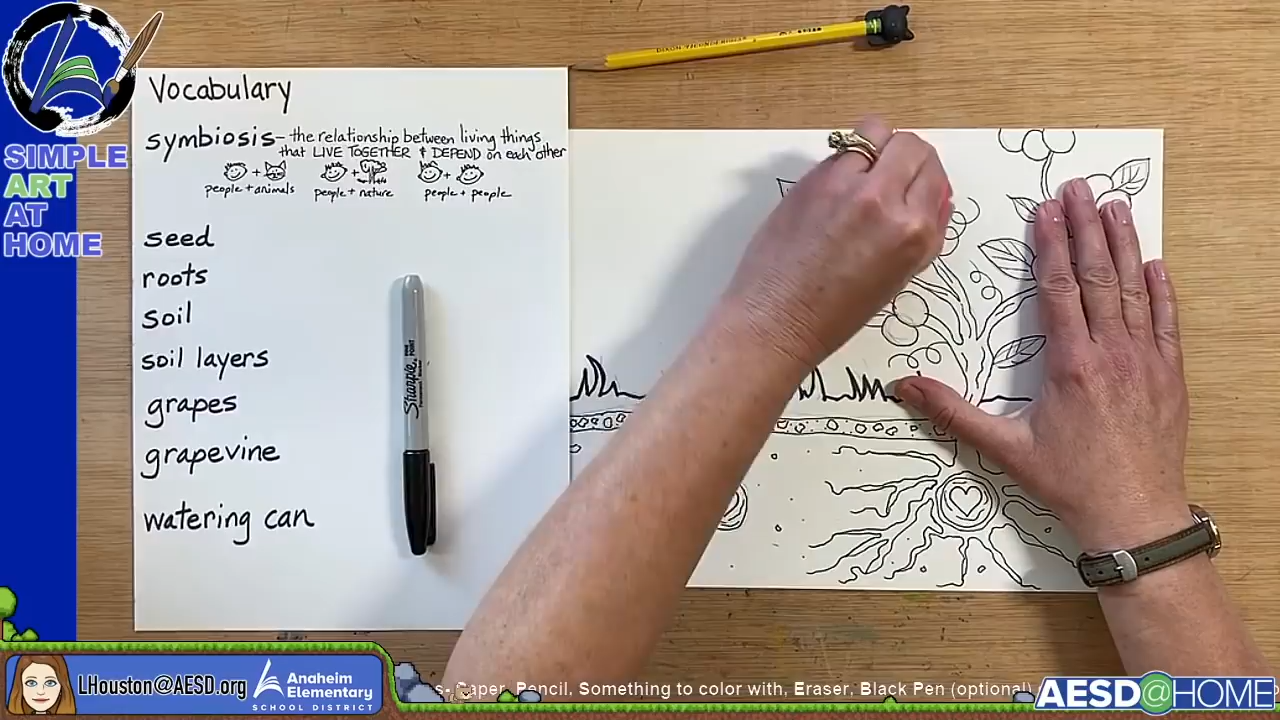 Vocabulary
symbiosis - the relationship between living things
that LIVE TOGETHER & DEPEND on each other
people + animals
people + nature
people + people
seed
roots
soil
soil layers
grapes
grapevine
watering can
DIXON TICONDEROGA
Sharpie
SIMPLE
ART
AT
HOME
LHouston@AESD.org
Anaheim
Elementary
SCHOOL DISTRICT
Paper, Pencil, Something to color with, Eraser, Black Pen (optional)
AESD@HOME